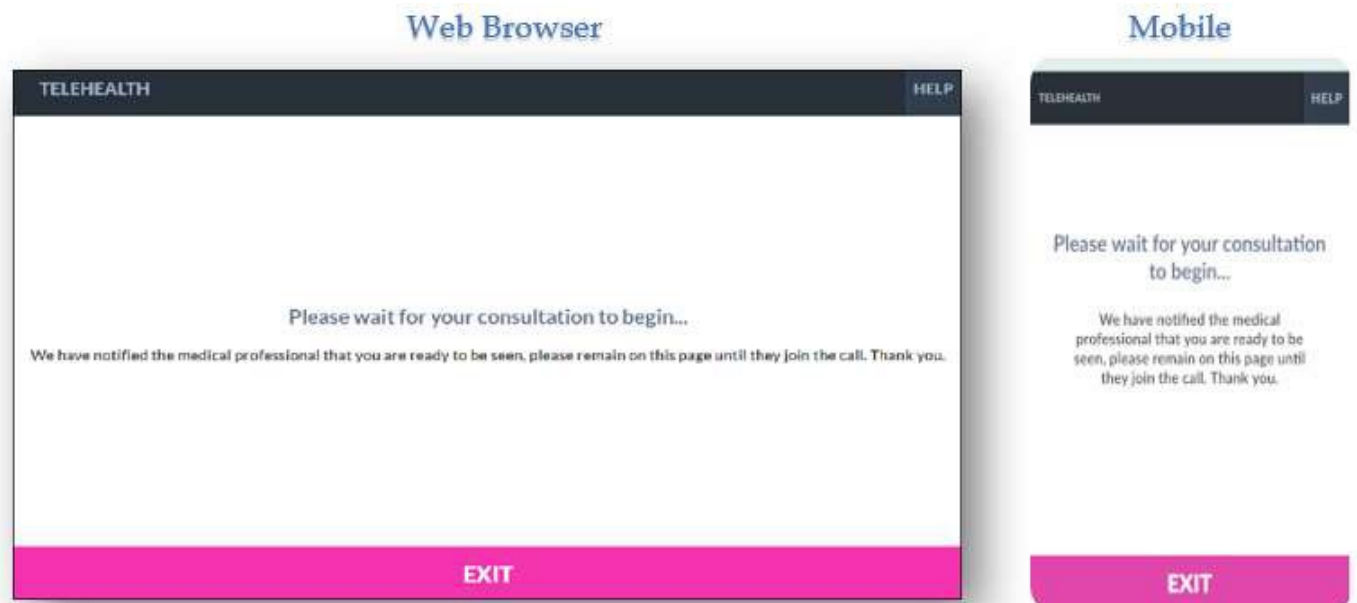 Web Browser
TELEHEALTH
HELP
Please wait for your consultation to begin...
We have notified the medical professional that you are ready to be seen, please remain on this page until they join the call. Thank you.
EXIT
Mobile
TELEHEALTH
HELP
Please wait for your consultation
to begin...
We have notified the medical
professional that you are ready to be
seen, please remain on this page until
they join the call. Thank you.
EXIT